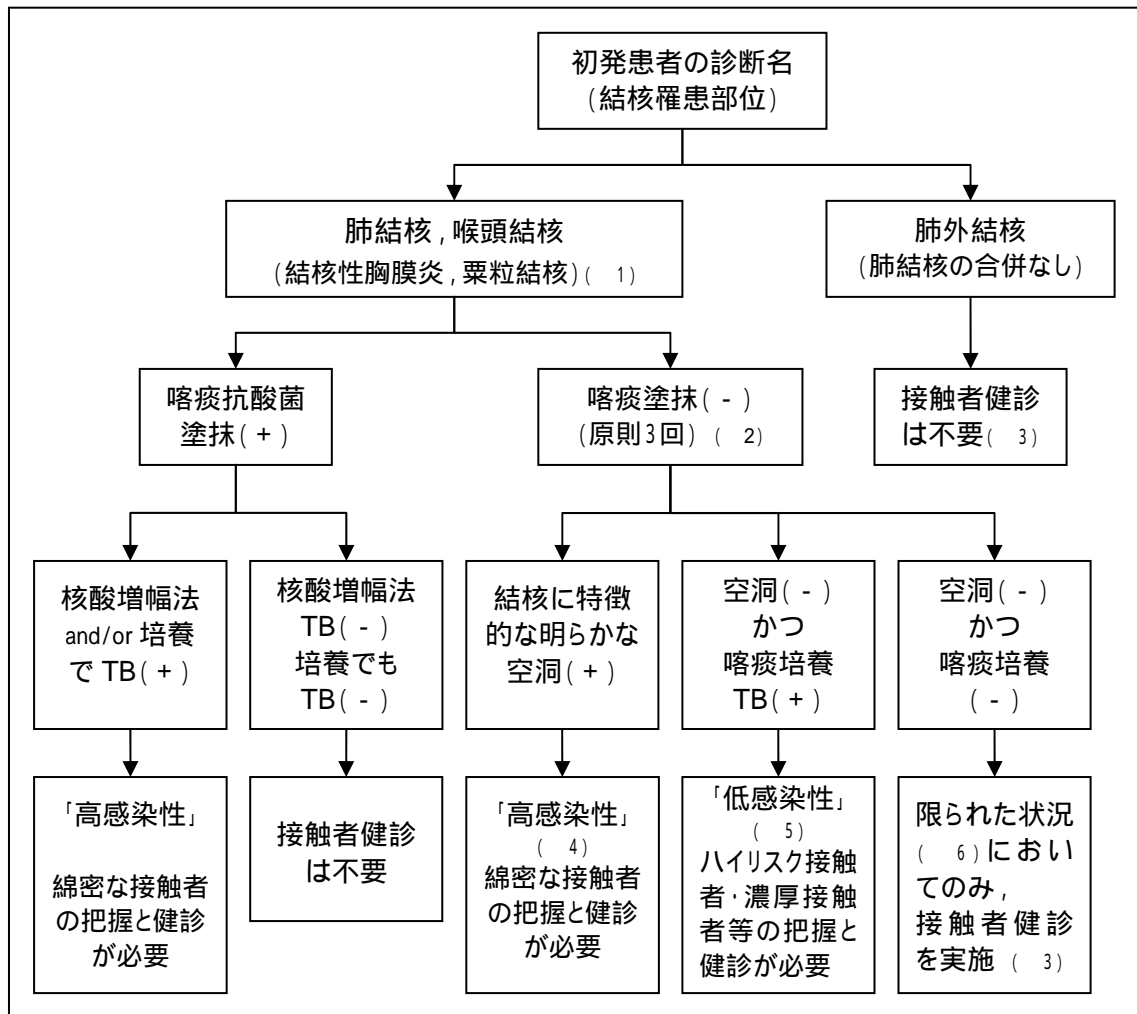 初発患者の診断名
(結核罹患部位)
肺結核,喉頭結核
(結核性胸膜炎,粟粒結核)( 1)
肺外結核
(肺結核の合併なし)
喀痰抗酸菌
塗抹(+)
喀痰塗抹(-)
(原則3回) ( 2)
接触者健診
は不要( 3)
核酸増幅法
and/or 培養
で TB(+)
核酸増幅法
TB(-)
培養でも
TB(-)
結核に特徴
的な明らかな
空洞(+)
空洞(-)
かつ
喀痰培養
TB(+)
空洞(-)
かつ
喀痰培養
(-)
「高感染性」
綿密な接触者
の把握と健診
が必要
接触者健診
は不要
「高感染性」
( 4)
綿密な接触者
の把握と健診
が必要
「低感染性」
( 5)
ハイリスク接触
者・濃厚接触
者等の把握と
健診が必要
限られた状況
( 6)におい
てのみ,
接触者健診
を実施 ( 3)